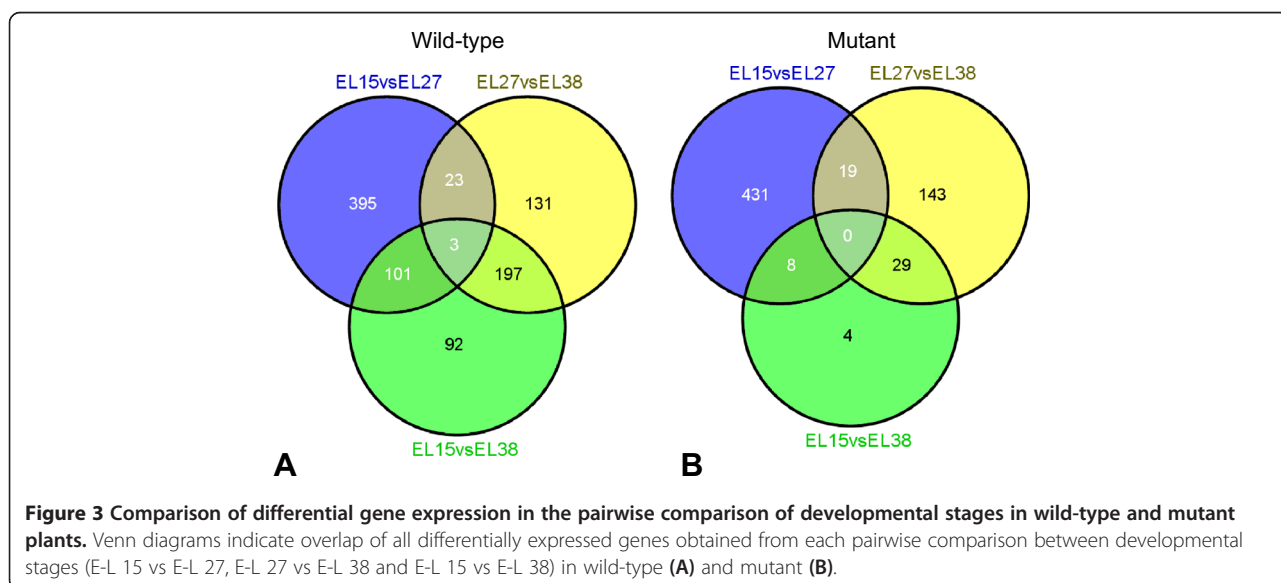 Wild-type
Mutant
EL15vsEL27
EL27vsEL38
EL15vsEL27
EL27vsEL38
395
23
131
3
101
197
92
431
19
143
0
8
29
4
EL15vsEL38
EL15vsEL38
A
B
Figure 3 Comparison of differential gene expression in the pairwise comparison of developmental stages in wild-type and mutant
plants. Venn diagrams indicate overlap of all differentially expressed genes obtained from each pairwise comparison between developmental
stages (E-L 15 vs E-L 27, E-L 27 vs E-L 38 and E-L 15 vs E-L 38) in wild-type (A) and mutant (B).